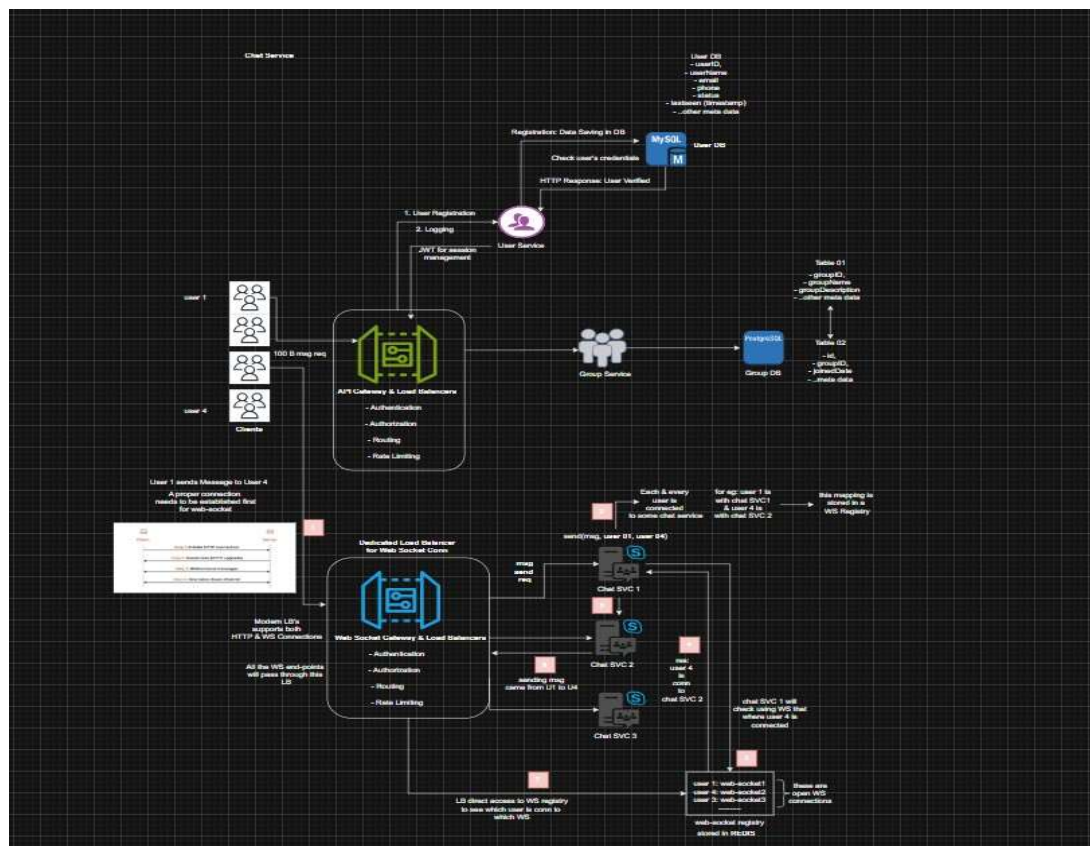 Chat Service
User DB
- userID,
- userName
- email
- phone
- status
- lastseen (timestamp)
- ..other meta data
Registration: Data Saving in DB
MySQL
M
User DB
Check user's credentials
HTTP Response: User Verified
1. User Registration
2. Logging
User Service
JWT for session
management
user 1
100 B msg req
user 4
Clients
API Gateway & Load Balancers
- Authentication
- Authorization
- Routing
- Rate Limiting
Group Service
PostgreSQL
Group DB
Table 01
- groupID,
- groupName
- groupDescription
- ..other meta data
Table 02
- id,
- groupID,
- joinedDate
- ..meta data
User 1 sends Message to User 4
A proper connection
needs to be established first
for web-socket
Dedicated Load Balancer
for Web Socket Conn
Web Socket Gateway & Load Balancers
- Authentication
- Authorization
- Routing
- Rate Limiting
Modern LB's
supports both
HTTP & WS Connections
All the WS end-points
will pass through this
LB
Each & every
user is
connected
to some chat service
for eg: user 1 is
with chat SVC1
& user 4 is
with chat SVC 2
this mapping is
stored in a
WS Registry
send(msg, user 01, user 04)
msg
send
req
Chat SVC 1
Chat SVC 2
Chat SVC 3
sending msg
came from U1 to U4
user 4
is
conn
to
chat SVC 2
chat SVC 1 will
check using WS that
where user 4 is
connected
LB direct access to WS registry
to see which user is conn to
which WS
user 1: web-socket1
user 4: web-socket2
user 3: web-socket3
these are
open WS
connections
web-socket registry
stored in REDIS